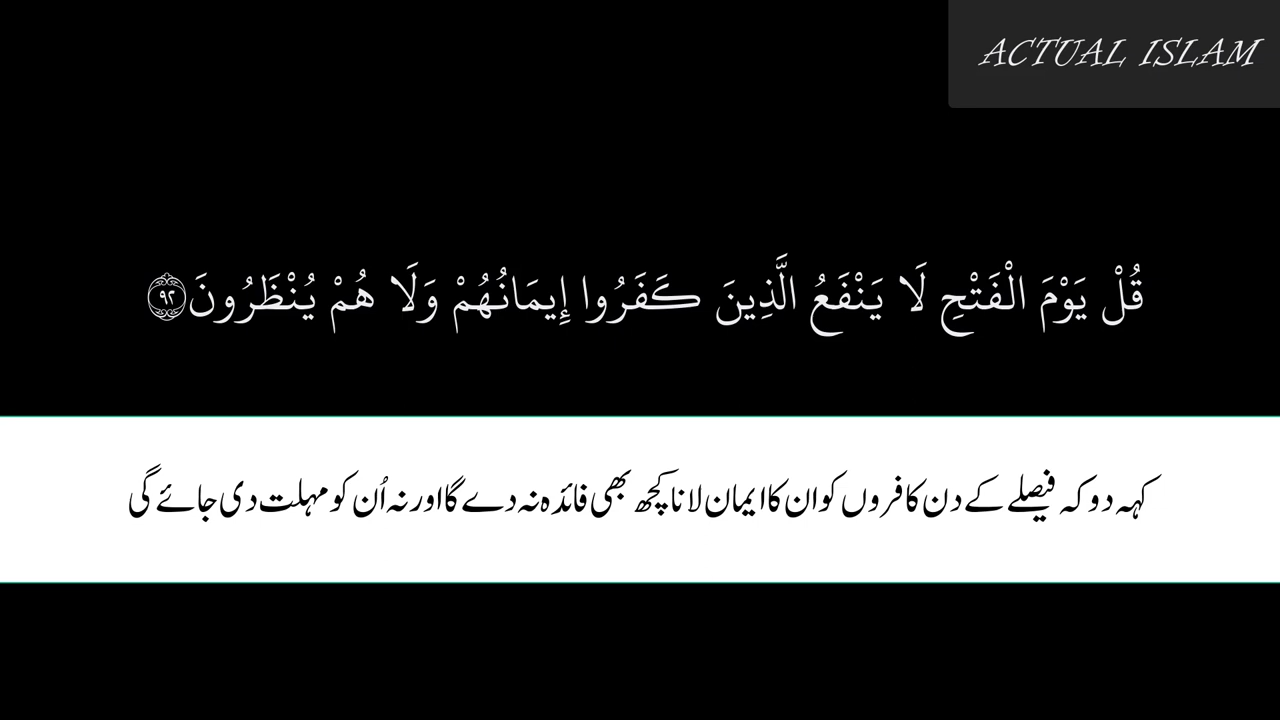 ACTUAL ISLAM
قُلْ يَوْمَ الْفَتْحِ لَا يَنْفَعُ الَّذِينَ كَفَرُوا إِيمَانُهُمْ وَلَا هُمْ يُنْظَرُونَ ۝٩٢
کہہ دو کہ فیصلے کے دن کافروں کو ان کا ایمان لانا کچھ بھی فائدہ نہ دے گا اور نہ اُن کو مہلت دی جائے گی